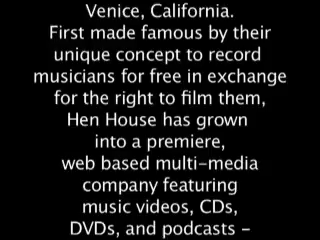 Venice, California.
First made famous by their
unique concept to record
musicians for free in exchange
for the right to film them,
Hen House has grown
into a premiere,
web based multi-media
company featuring
music videos, CDs,
DVDs, and podcasts -